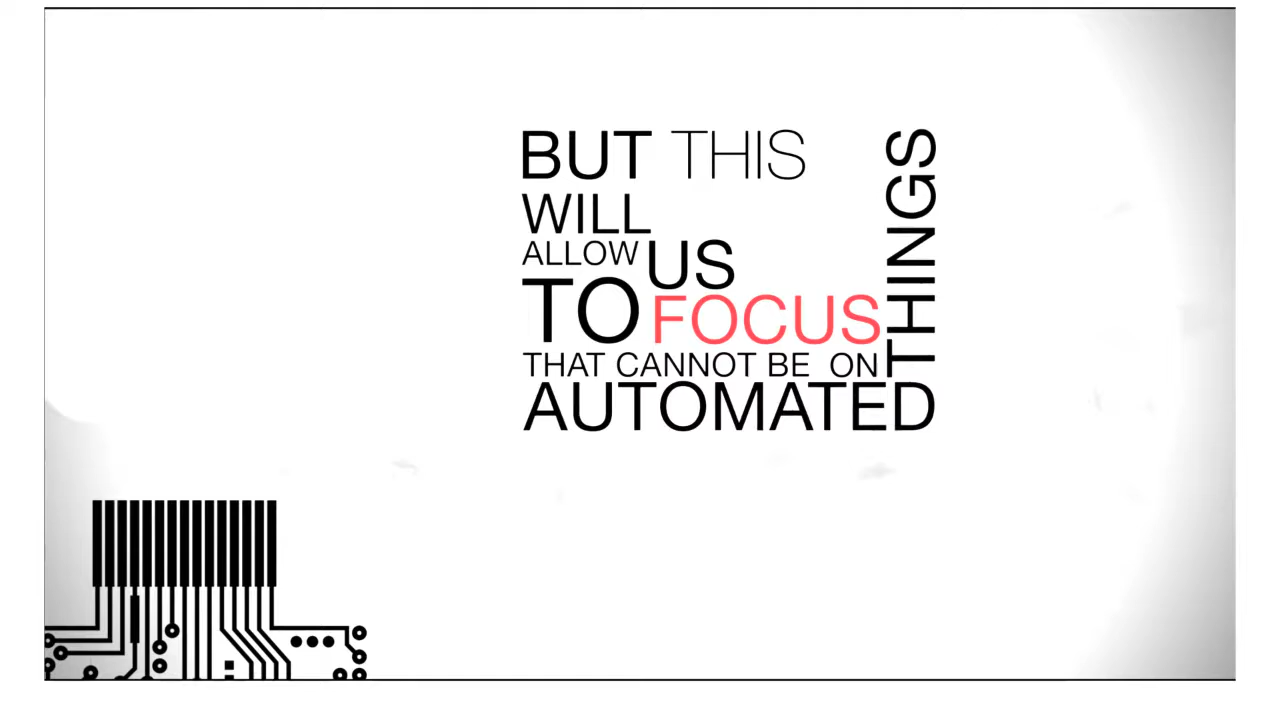 BUT THIS
WILL
ALLOW US
TO FOCUS
ON THINGS
THAT CANNOT BE
AUTOMATED